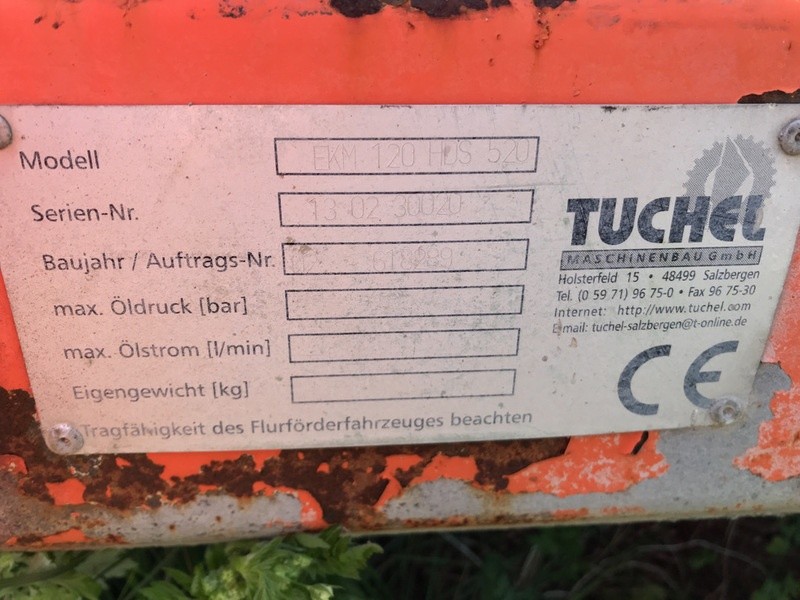 Modell EKM 120 HDS 520
Serien-Nr. 13 02 30020
Baujahr / Auftrags-Nr.
max. Öldruck [bar]
max. Ölstrom [l/min]
Eigengewicht [kg]
Tragfähigkeit des Flurförderfahrzeuges beachten
TUCHEL
MASCHINENBAU GmbH
Holsterfeld 15 • 48499 Salzbergen
Tel. (0 59 71) 96 75-0 • Fax 96 75-30
Internet: http://www.tuchel.com
E-mail: tuchel-salzbergen@t-online.de
CE